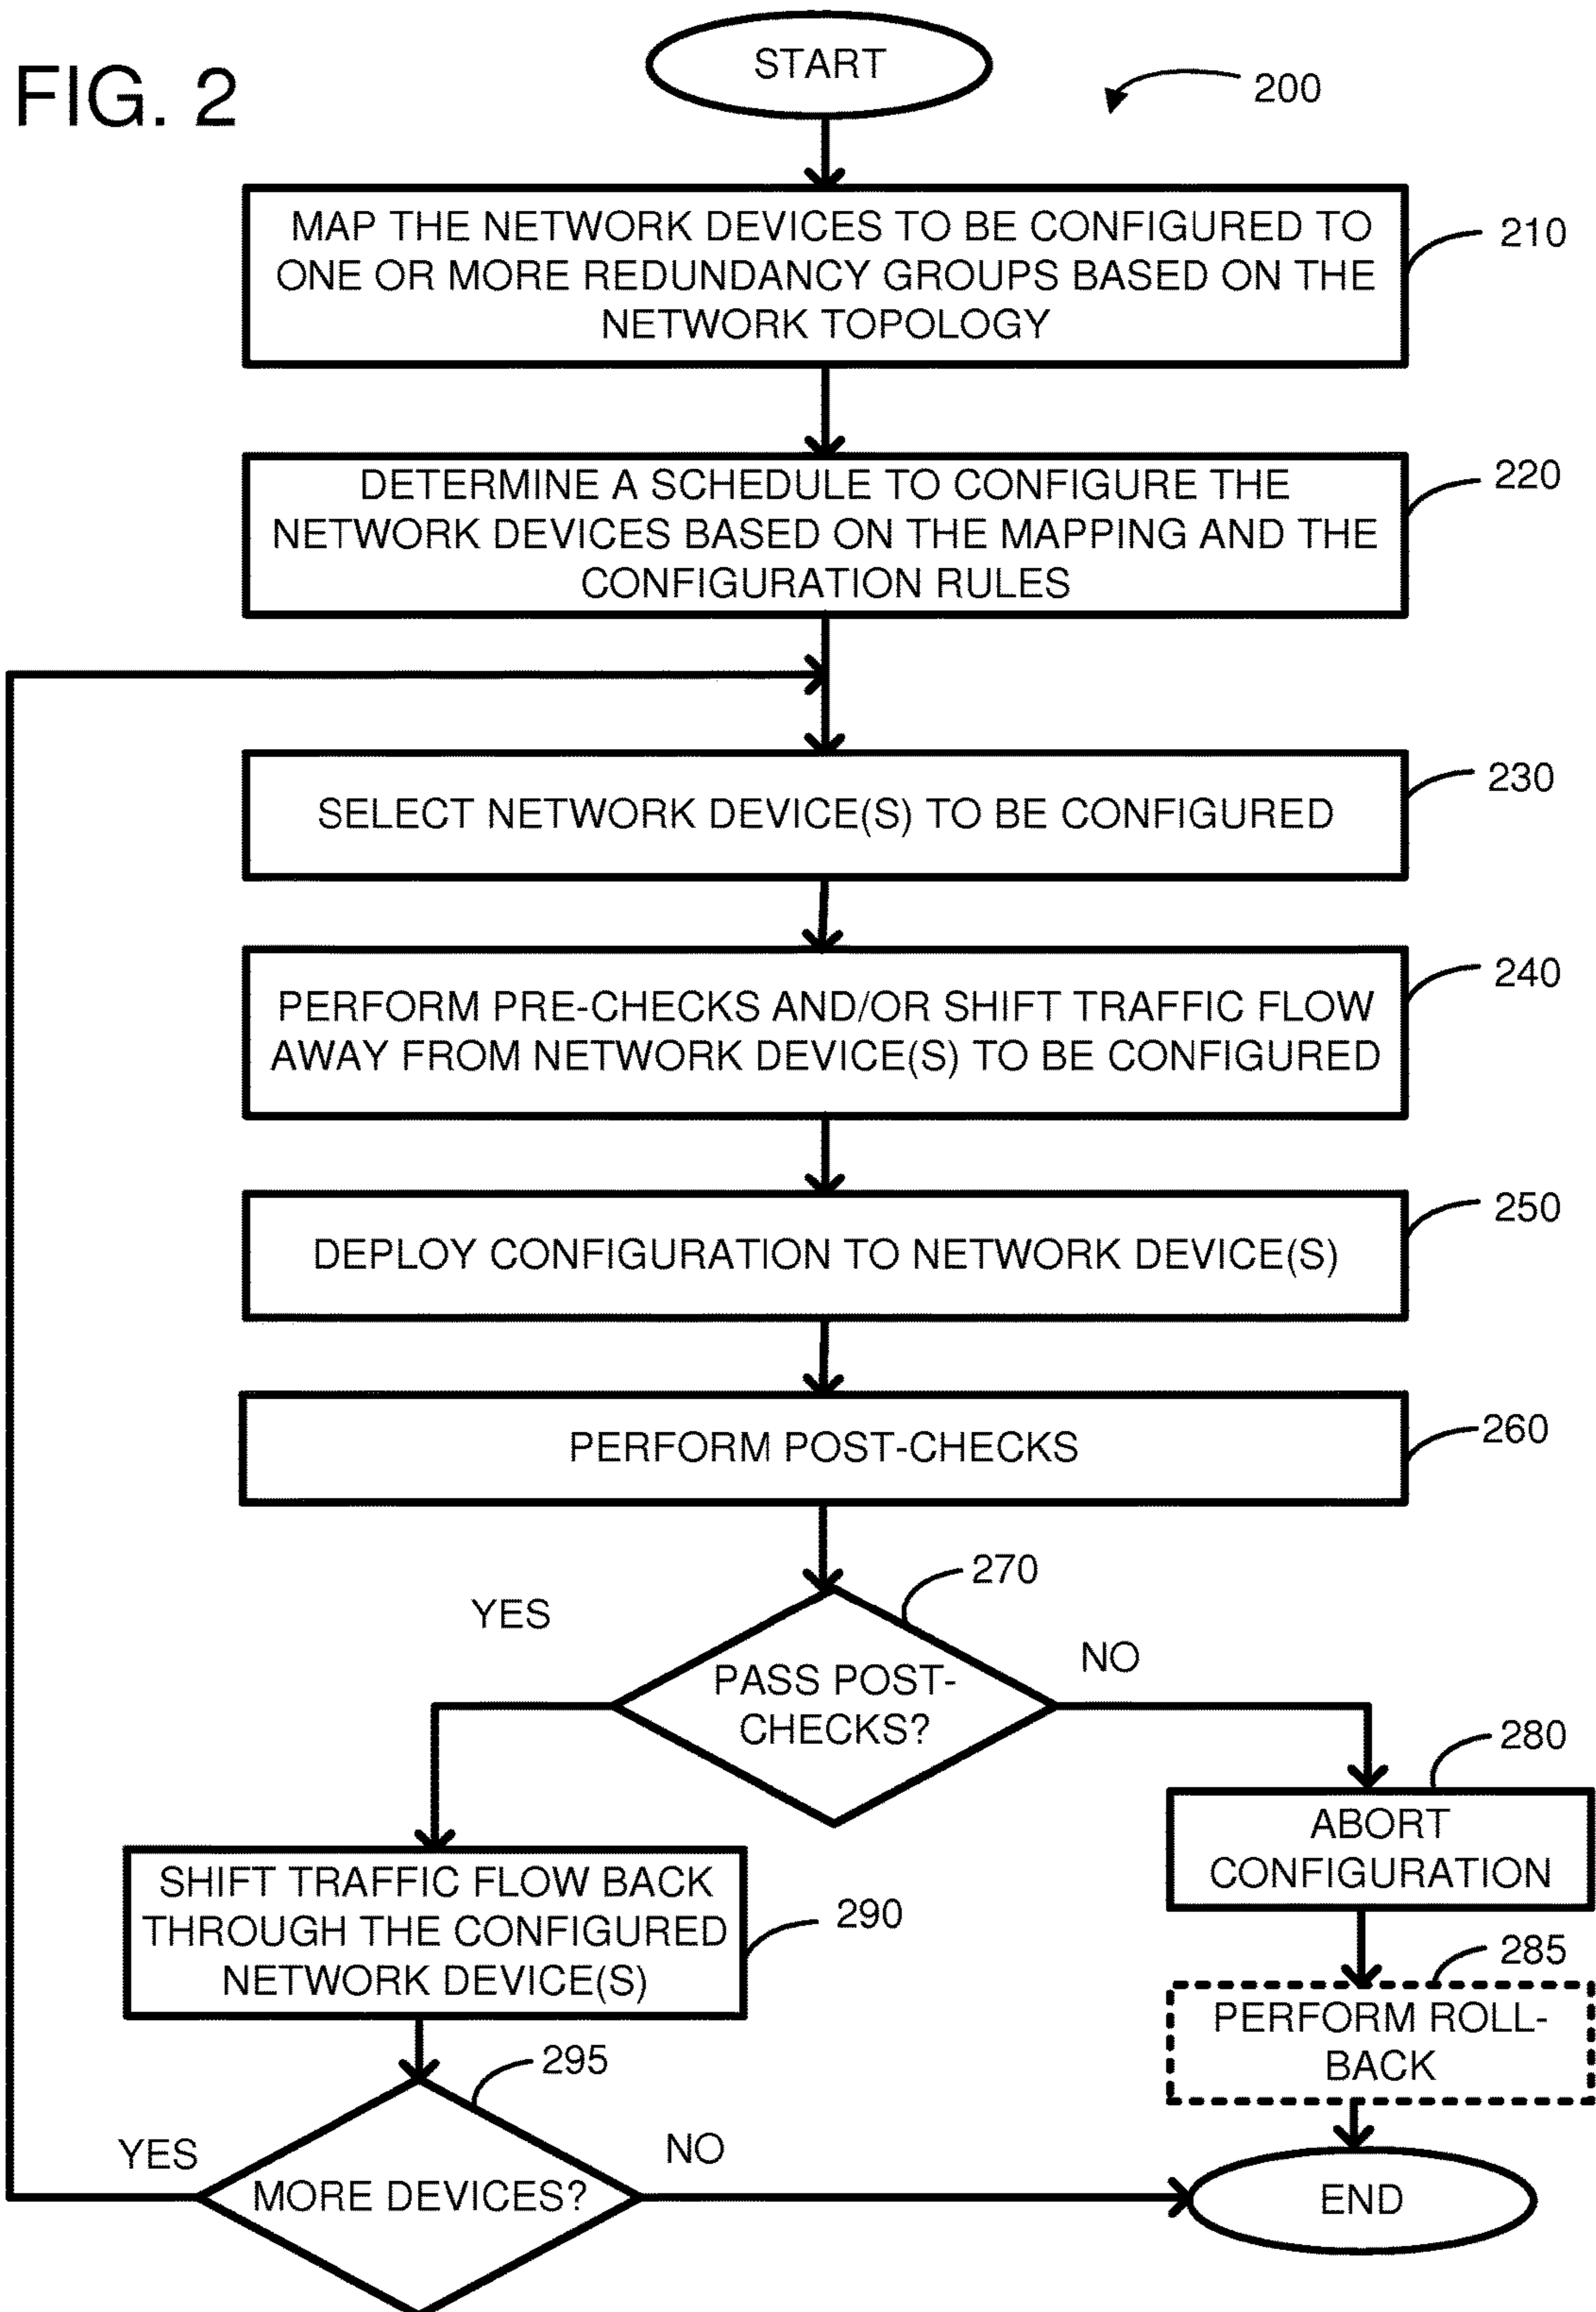 FIG. 2
START
200
MAP THE NETWORK DEVICES TO BE CONFIGURED TO
ONE OR MORE REDUNDANCY GROUPS BASED ON THE
NETWORK TOPOLOGY
210
DETERMINE A SCHEDULE TO CONFIGURE THE
NETWORK DEVICES BASED ON THE MAPPING AND THE
CONFIGURATION RULES
220
SELECT NETWORK DEVICE(S) TO BE CONFIGURED
230
PERFORM PRE-CHECKS AND/OR SHIFT TRAFFIC FLOW
AWAY FROM NETWORK DEVICE(S) TO BE CONFIGURED
240
DEPLOY CONFIGURATION TO NETWORK DEVICE(S)
250
PERFORM POST-CHECKS
260
270
YES
NO
PASS POST-
CHECKS?
280
ABORT
CONFIGURATION
SHIFT TRAFFIC FLOW BACK
THROUGH THE CONFIGURED
NETWORK DEVICE(S)
290
285
PERFORM ROLL-
BACK
295
YES
NO
MORE DEVICES?
END